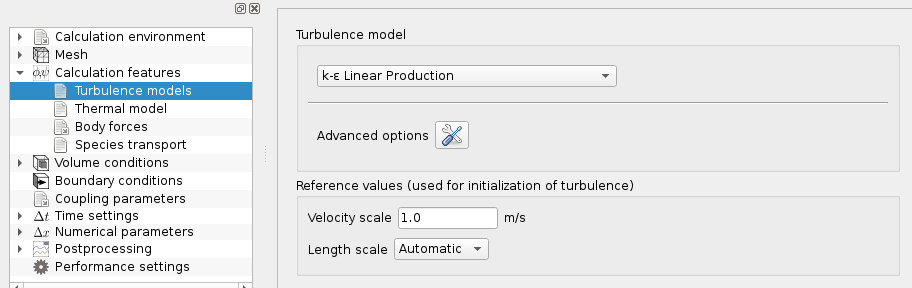 Calculation environment
Mesh
φ,ψ Calculation features
Turbulence models
Thermal model
Body forces
Species transport
Volume conditions
Boundary conditions
Coupling parameters
Δt Time settings
Δx Numerical parameters
Postprocessing
Performance settings
Turbulence model
k-ε Linear Production
Advanced options
Reference values (used for initialization of turbulence)
Velocity scale 1.0 m/s
Length scale Automatic